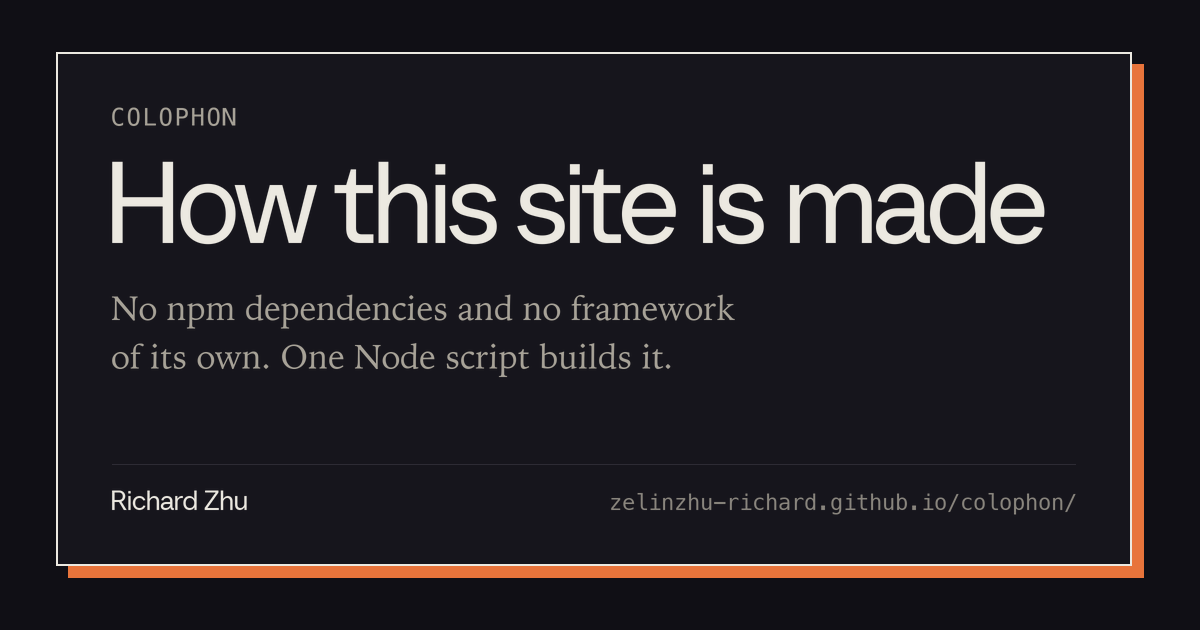 COLOPHON
How this site is made
No npm dependencies and no framework
of its own. One Node script builds it.
Richard Zhu
zelinzhu-richard.github.io/colophon/